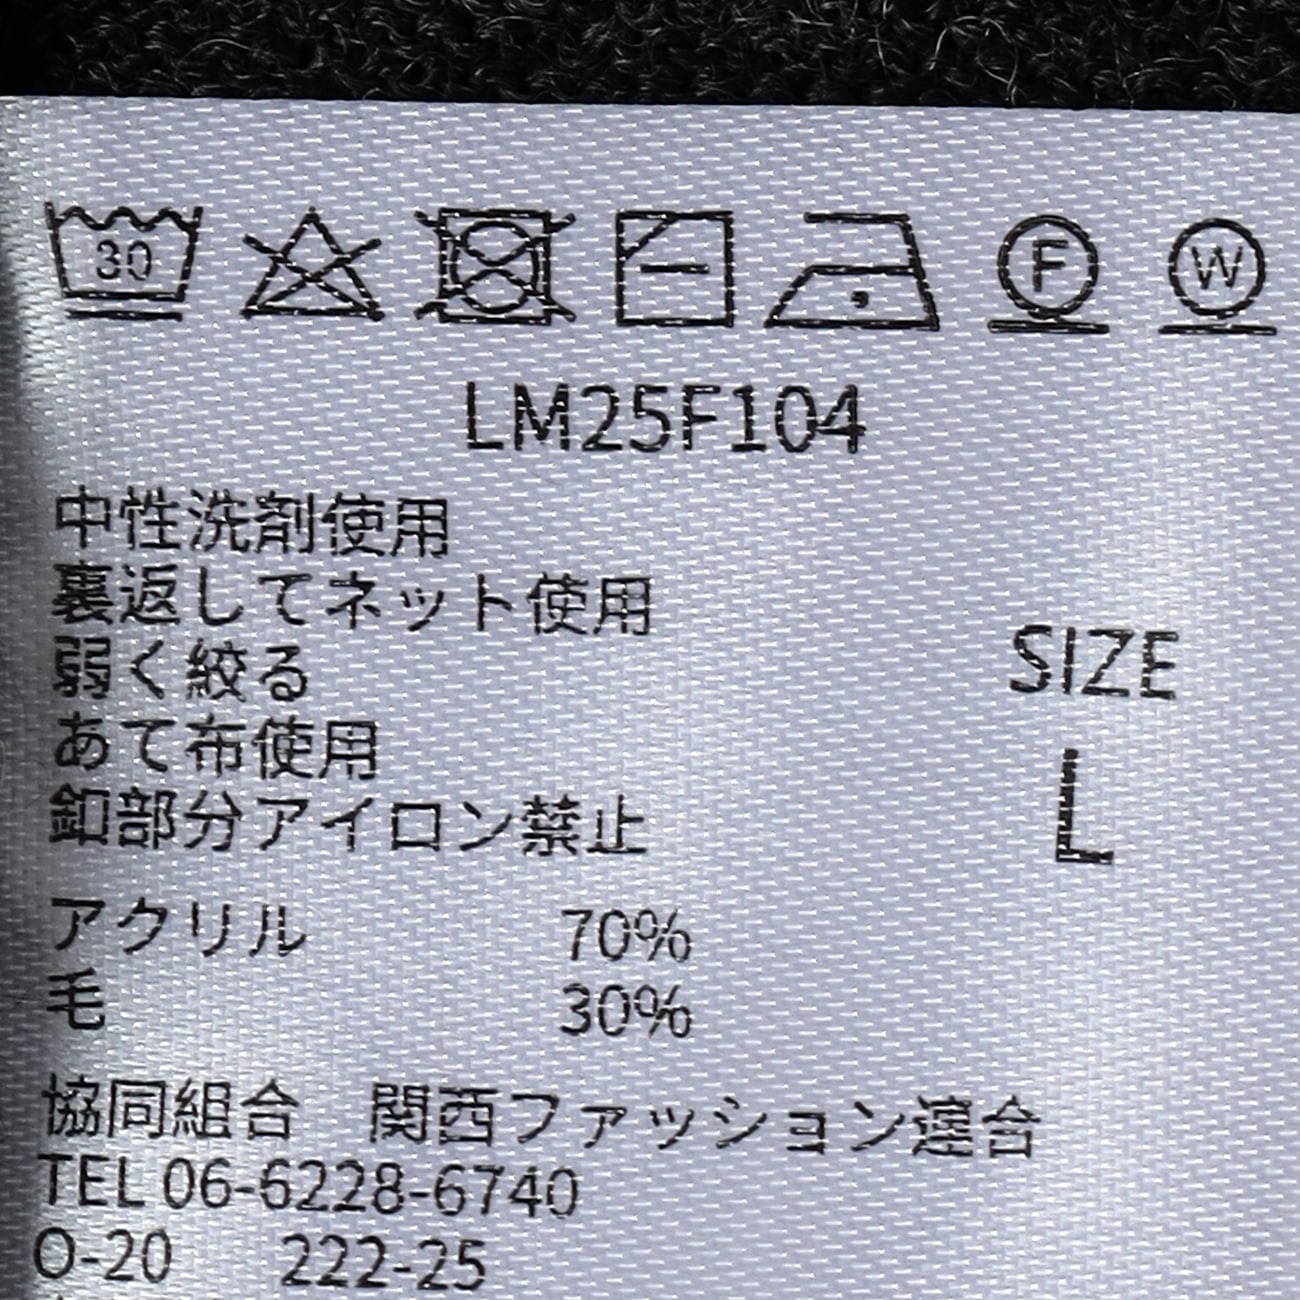 30
F
W
LM25F104
中性洗剤使用
裏返してネット使用
弱く絞る
あて布使用
釦部分アイロン禁止
SIZE
L
アクリル 70%
毛 30%
協同組合 関西ファッション連合
TEL 06-6228-6740
O-20 222-25